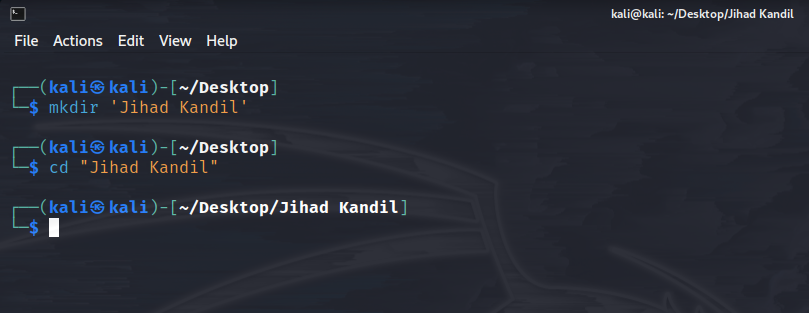 kali@kali: ~/Desktop/Jihad Kandil
File Actions Edit View Help
┌──(kali㉿kali)-[~/Desktop]
└─$ mkdir 'Jihad Kandil'
┌──(kali㉿kali)-[~/Desktop]
└─$ cd "Jihad Kandil"
┌──(kali㉿kali)-[~/Desktop/Jihad Kandil]
└─$